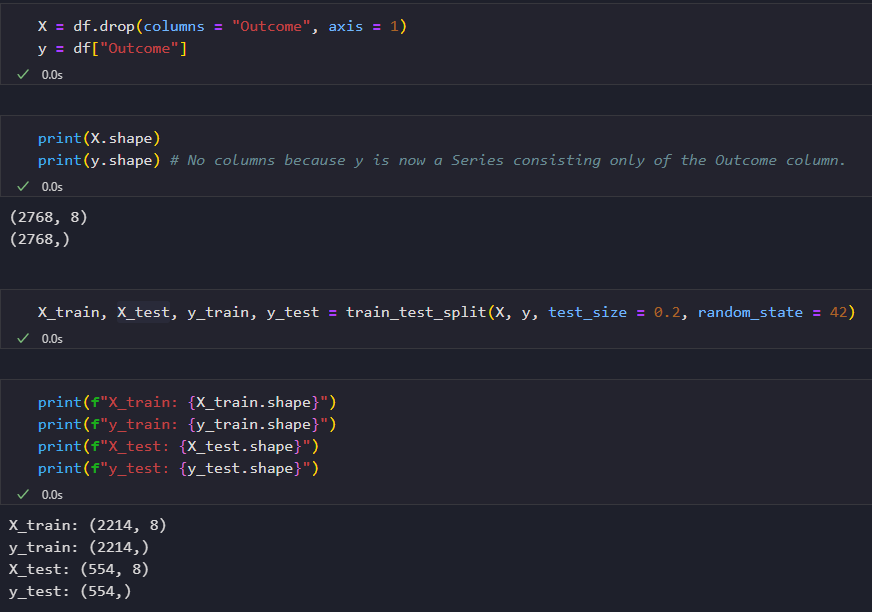 X = df.drop(columns = "Outcome", axis = 1)
y = df["Outcome"]
✓ 0.0s
print(X.shape)
print(y.shape) # No columns because y is now a Series consisting only of the Outcome column.
✓ 0.0s
(2768, 8)
(2768,)
X_train, X_test, y_train, y_test = train_test_split(X, y, test_size = 0.2, random_state = 42)
✓ 0.0s
print(f"X_train: {X_train.shape}")
print(f"y_train: {y_train.shape}")
print(f"X_test: {X_test.shape}")
print(f"y_test: {y_test.shape}")
✓ 0.0s
X_train: (2214, 8)
y_train: (2214,)
X_test: (554, 8)
y_test: (554,)